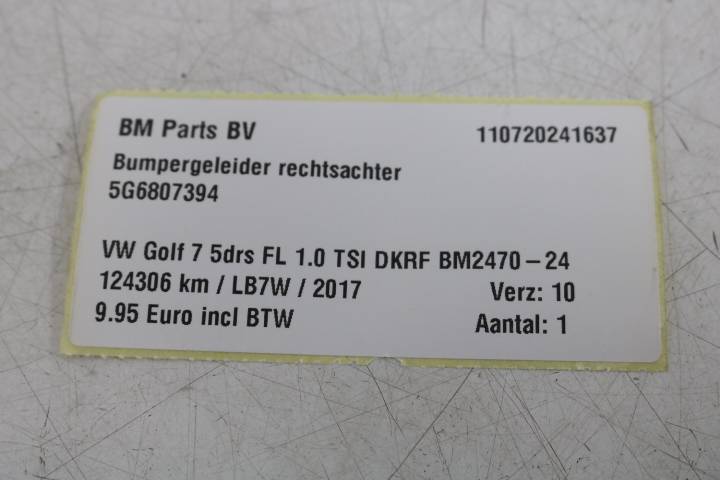 BM Parts BV 110720241637
Bumpergeleider rechtsachter
5G6807394
VW Golf 7 5drs FL 1.0 TSI DKRF BM2470-24
124306 km / LB7W / 2017 Verz: 10
9.95 Euro incl BTW Aantal: 1